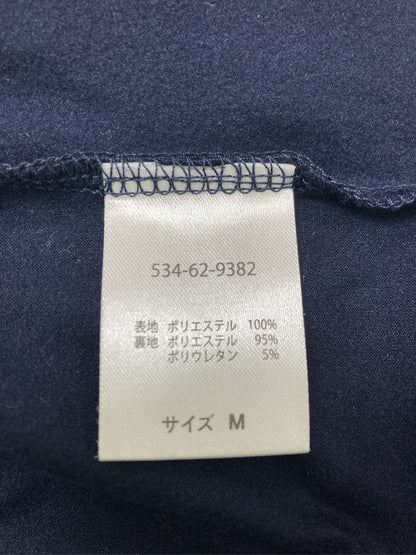 534-62-9382
表地 ポリエステル 100%
裏地 ポリエステル 95%
ポリウレタン 5%
サイズ M